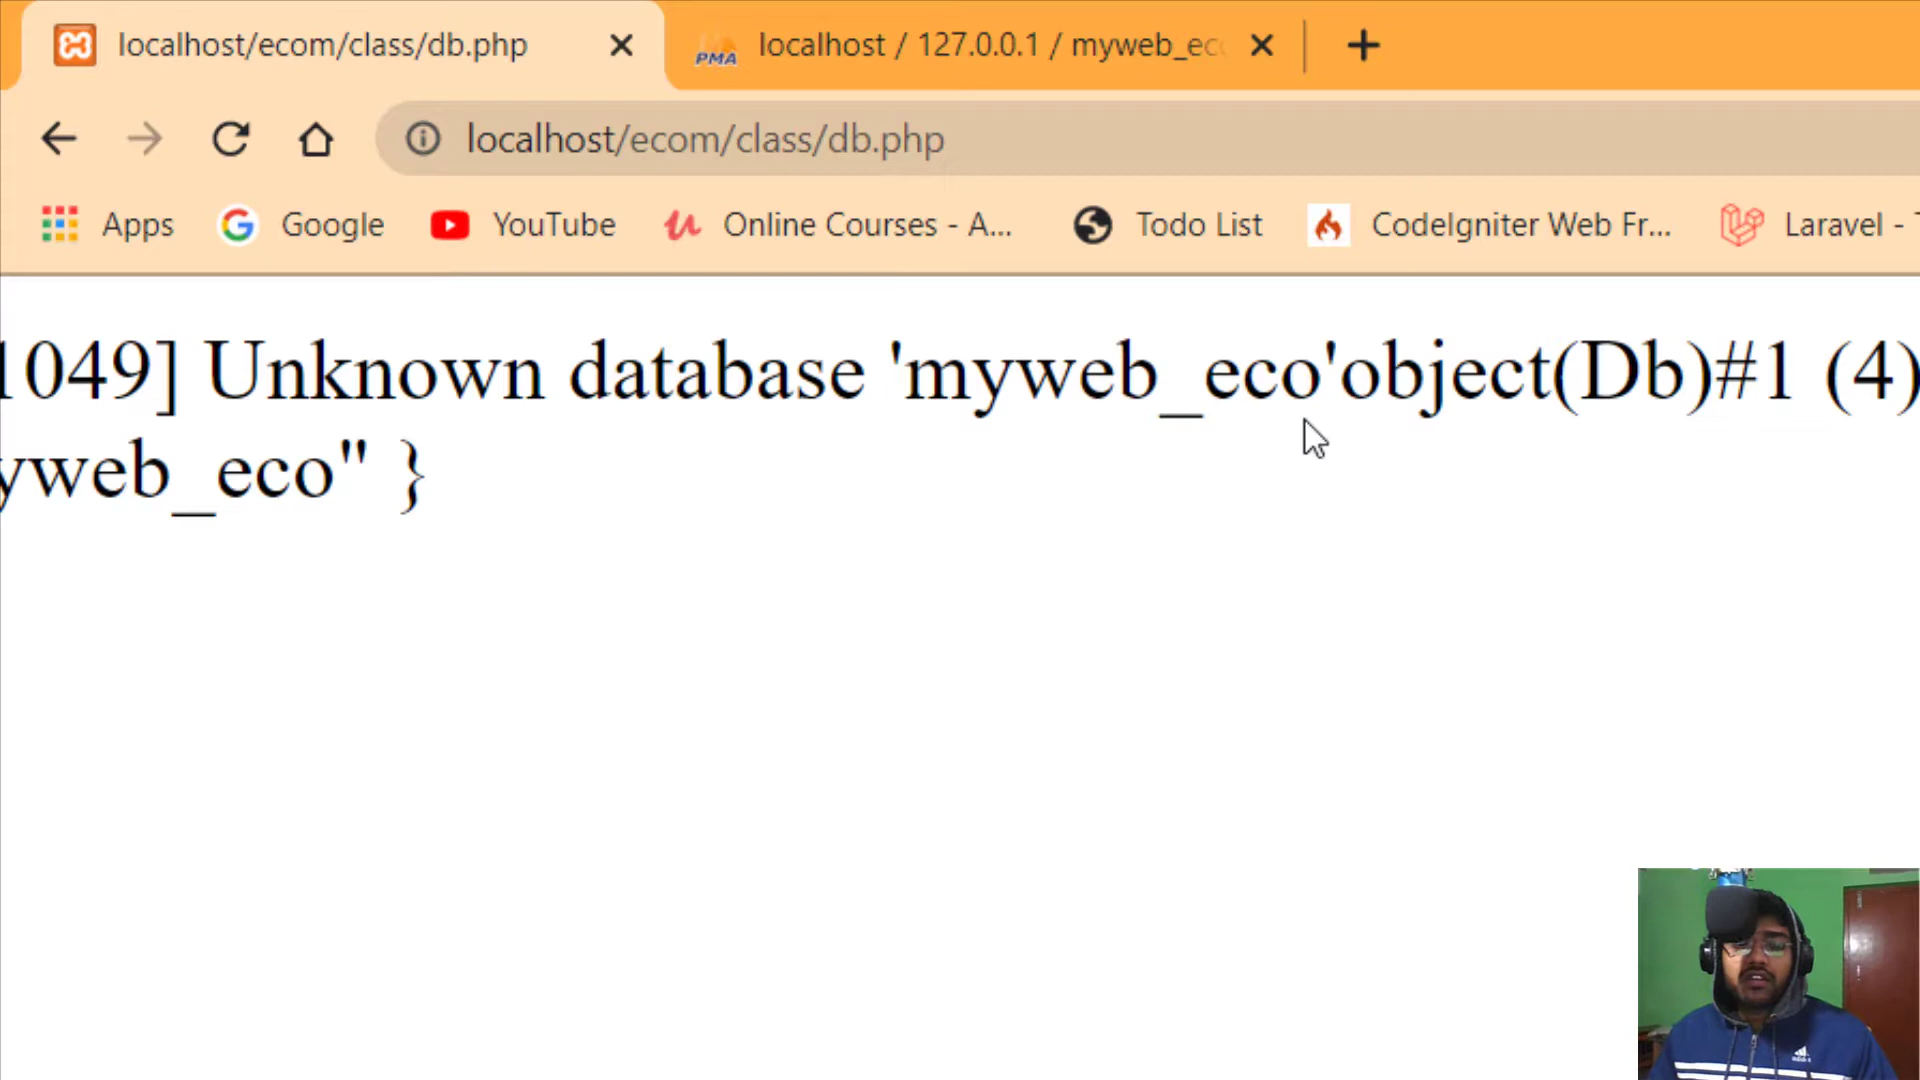 localhost/ecom/class/db.php
PMA localhost / 127.0.0.1 / myweb_ec
localhost/ecom/class/db.php
Apps Google YouTube Online Courses - A... Todo List CodeIgniter Web Fr... Laravel -
1049] Unknown database 'myweb_eco'object(Db)#1 (4)
yweb_eco" }